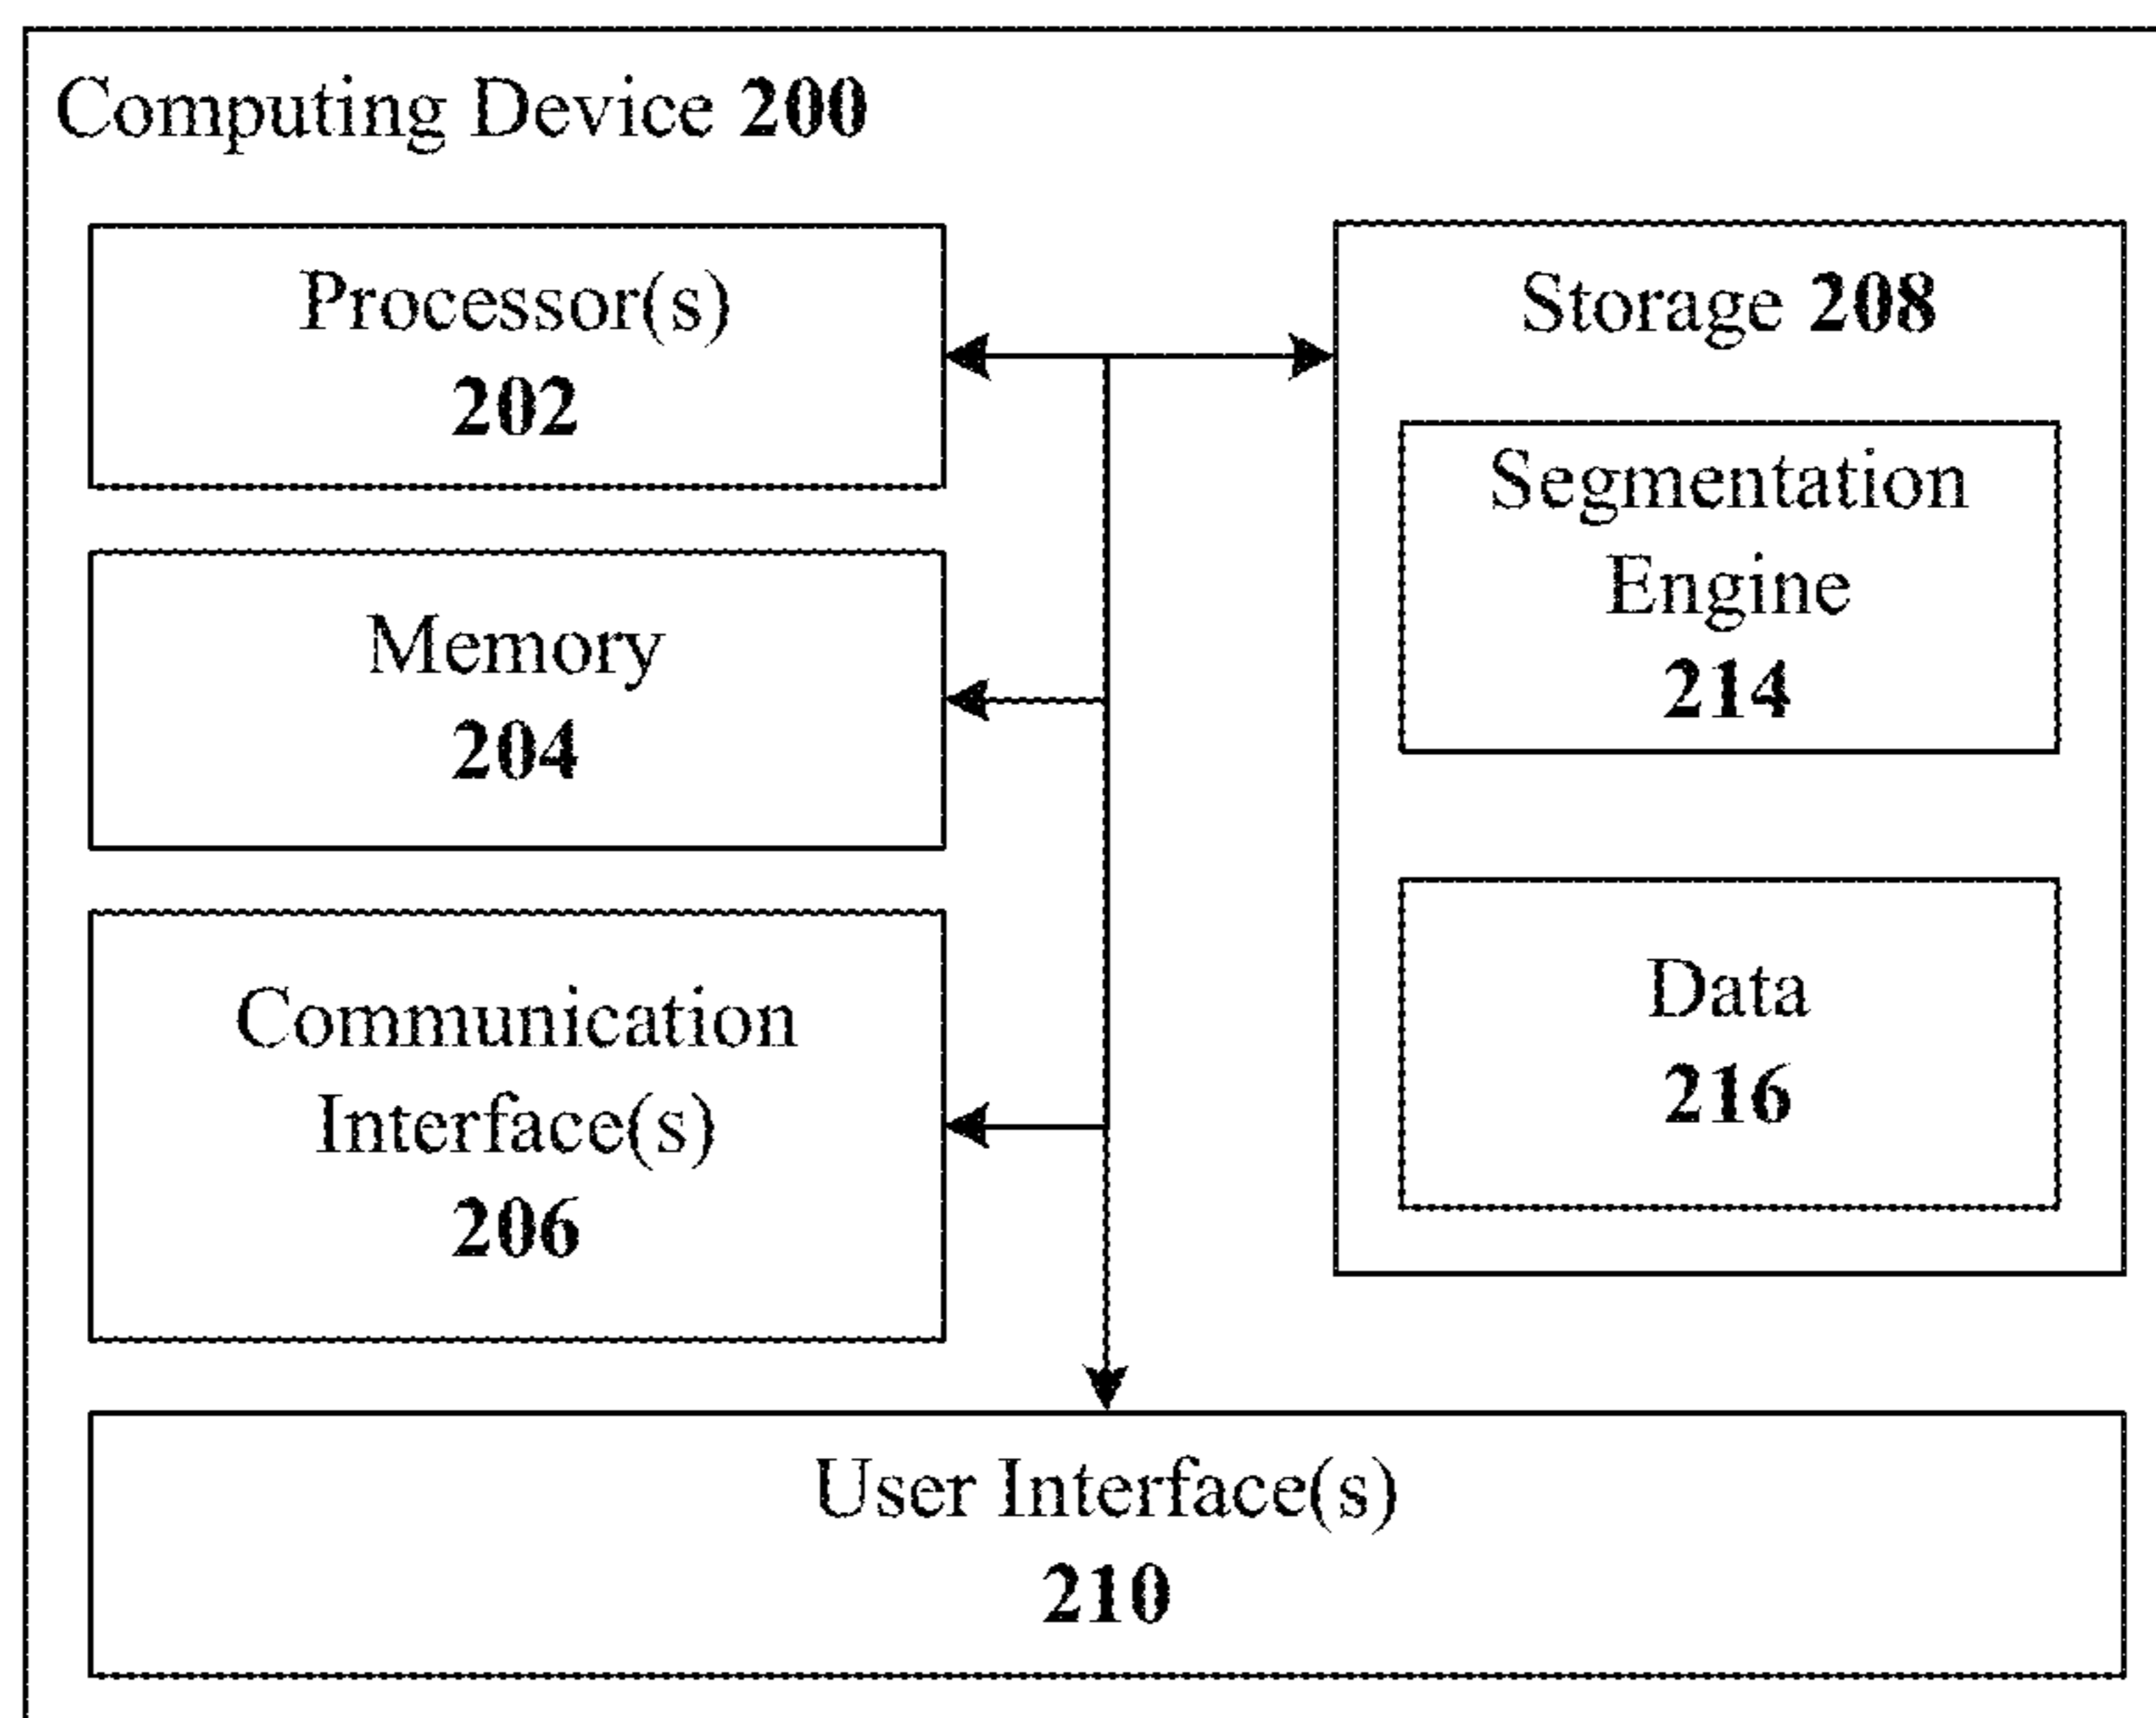 Computing Device 200
Processor(s)
202
Memory
204
Communication
Interface(s)
206
Storage 208
Segmentation
Engine
214
Data
216
User Interface(s)
210